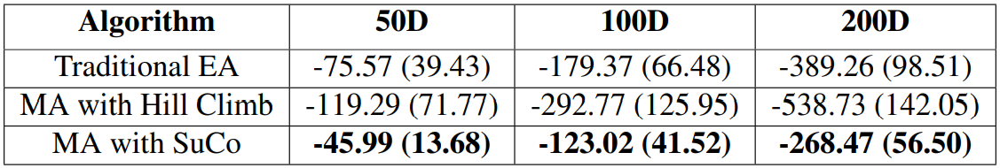 Algorithm 50D 100D 200D
Traditional EA -75.57 (39.43) -179.37 (66.48) -389.26 (98.51)
MA with Hill Climb -119.29 (71.77) -292.77 (125.95) -538.73 (142.05)
MA with SuCo -45.99 (13.68) -123.02 (41.52) -268.47 (56.50)